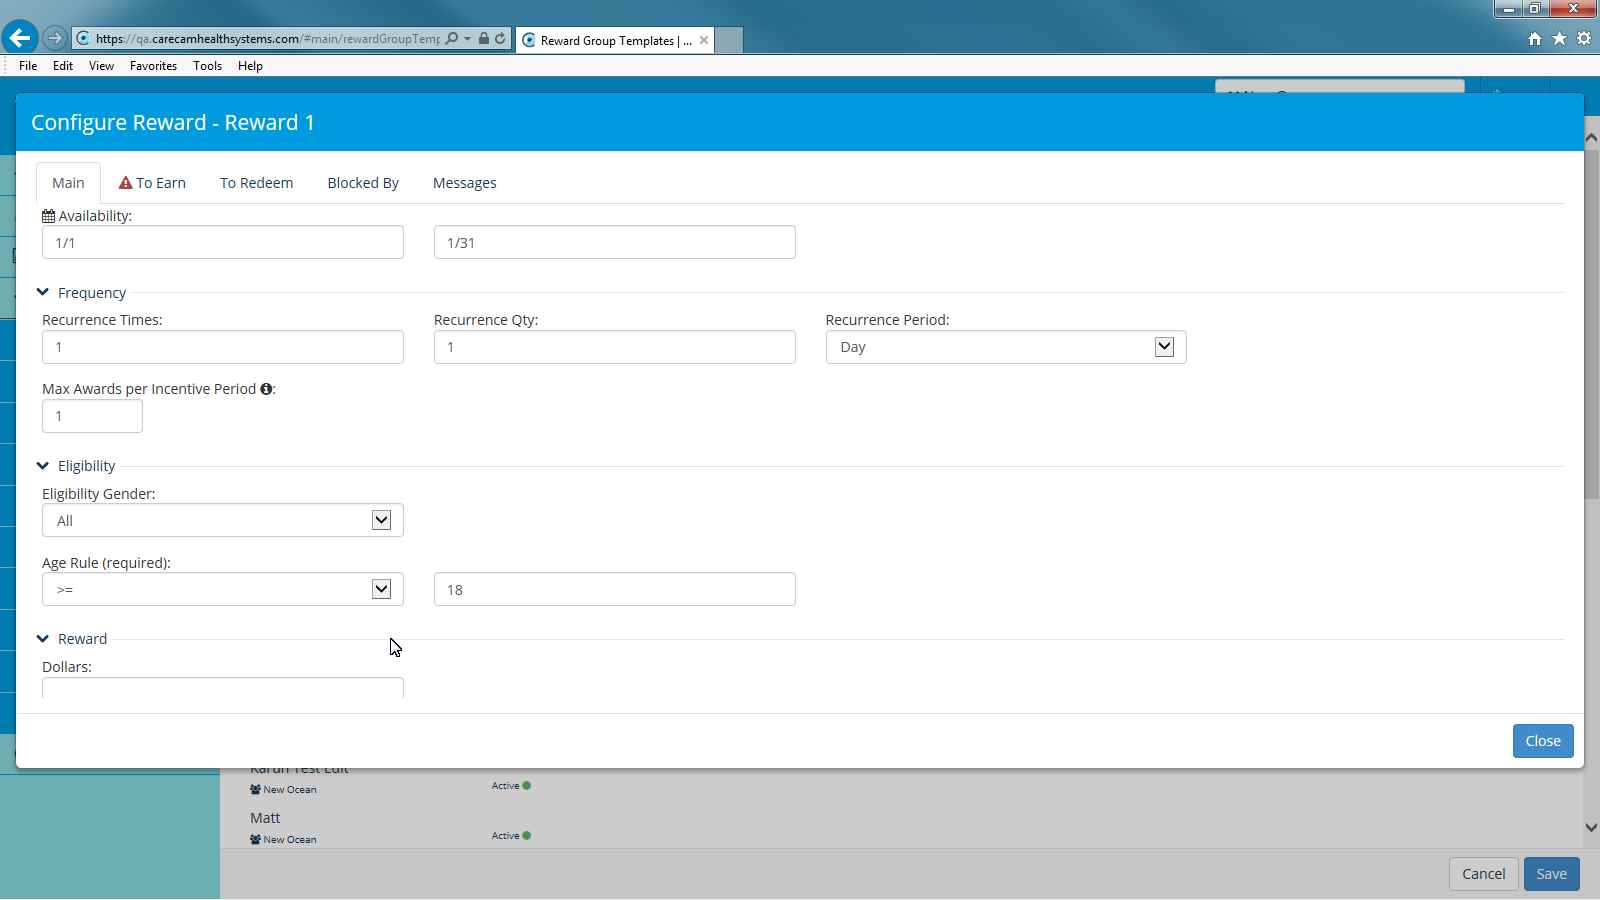 https://qa.carecamhealthsystems.com/#main/rewardGroupTemp
Reward Group Templates | ...
File Edit View Favorites Tools Help
Configure Reward - Reward 1
Main To Earn To Redeem Blocked By Messages
Availability:
1/1 1/31
Frequency
Recurrence Times: Recurrence Qty: Recurrence Period:
1 1 Day
Max Awards per Incentive Period :
1
Eligibility
Eligibility Gender:
All
Age Rule (required):
>= 18
Reward
Dollars:
Close
Karun Test Edit
New Ocean Active
Matt
New Ocean Active
Cancel Save